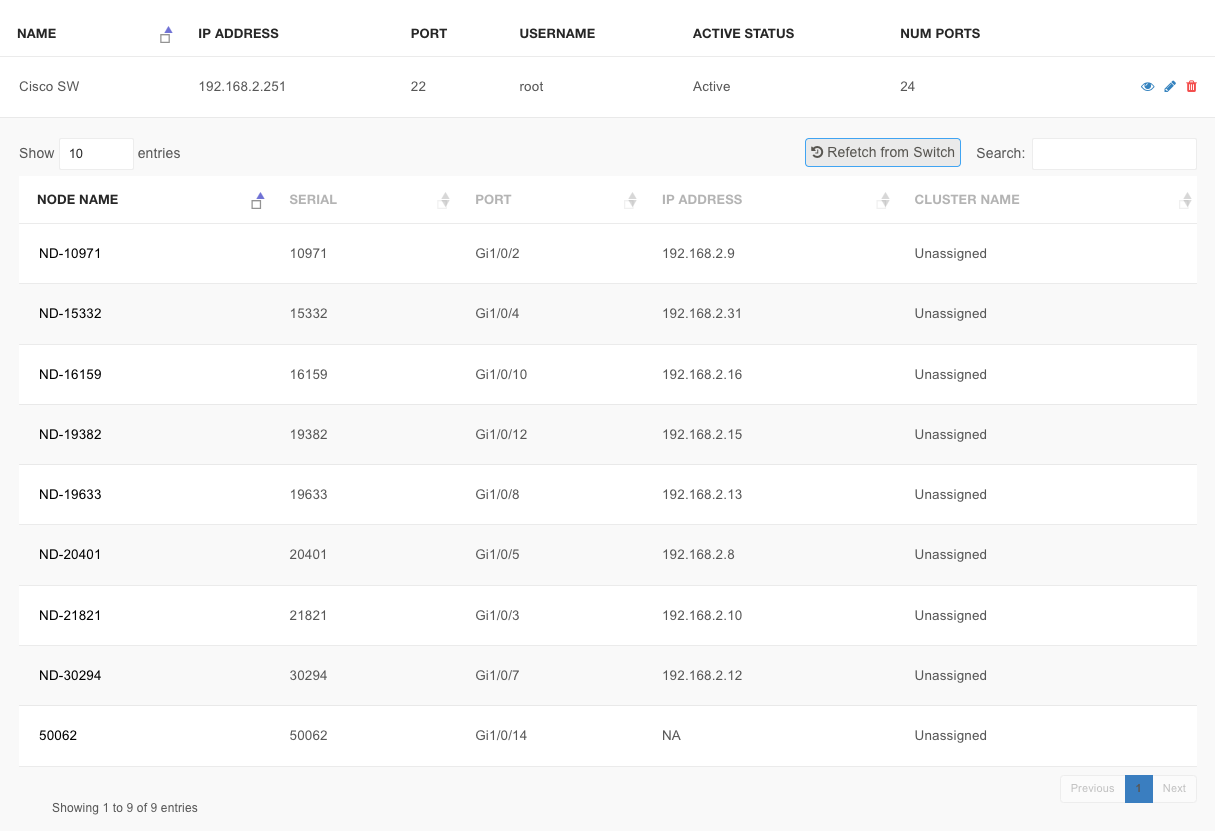 NAME IP ADDRESS PORT USERNAME ACTIVE STATUS NUM PORTS
Cisco SW 192.168.2.251 22 root Active 24
Show 10 entries Refetch from Switch Search:
NODE NAME SERIAL PORT IP ADDRESS CLUSTER NAME
ND-10971 10971 Gi1/0/2 192.168.2.9 Unassigned
ND-15332 15332 Gi1/0/4 192.168.2.31 Unassigned
ND-16159 16159 Gi1/0/10 192.168.2.16 Unassigned
ND-19382 19382 Gi1/0/12 192.168.2.15 Unassigned
ND-19633 19633 Gi1/0/8 192.168.2.13 Unassigned
ND-20401 20401 Gi1/0/5 192.168.2.8 Unassigned
ND-21821 21821 Gi1/0/3 192.168.2.10 Unassigned
ND-30294 30294 Gi1/0/7 192.168.2.12 Unassigned
50062 50062 Gi1/0/14 NA Unassigned
Previous 1 Next
Showing 1 to 9 of 9 entries